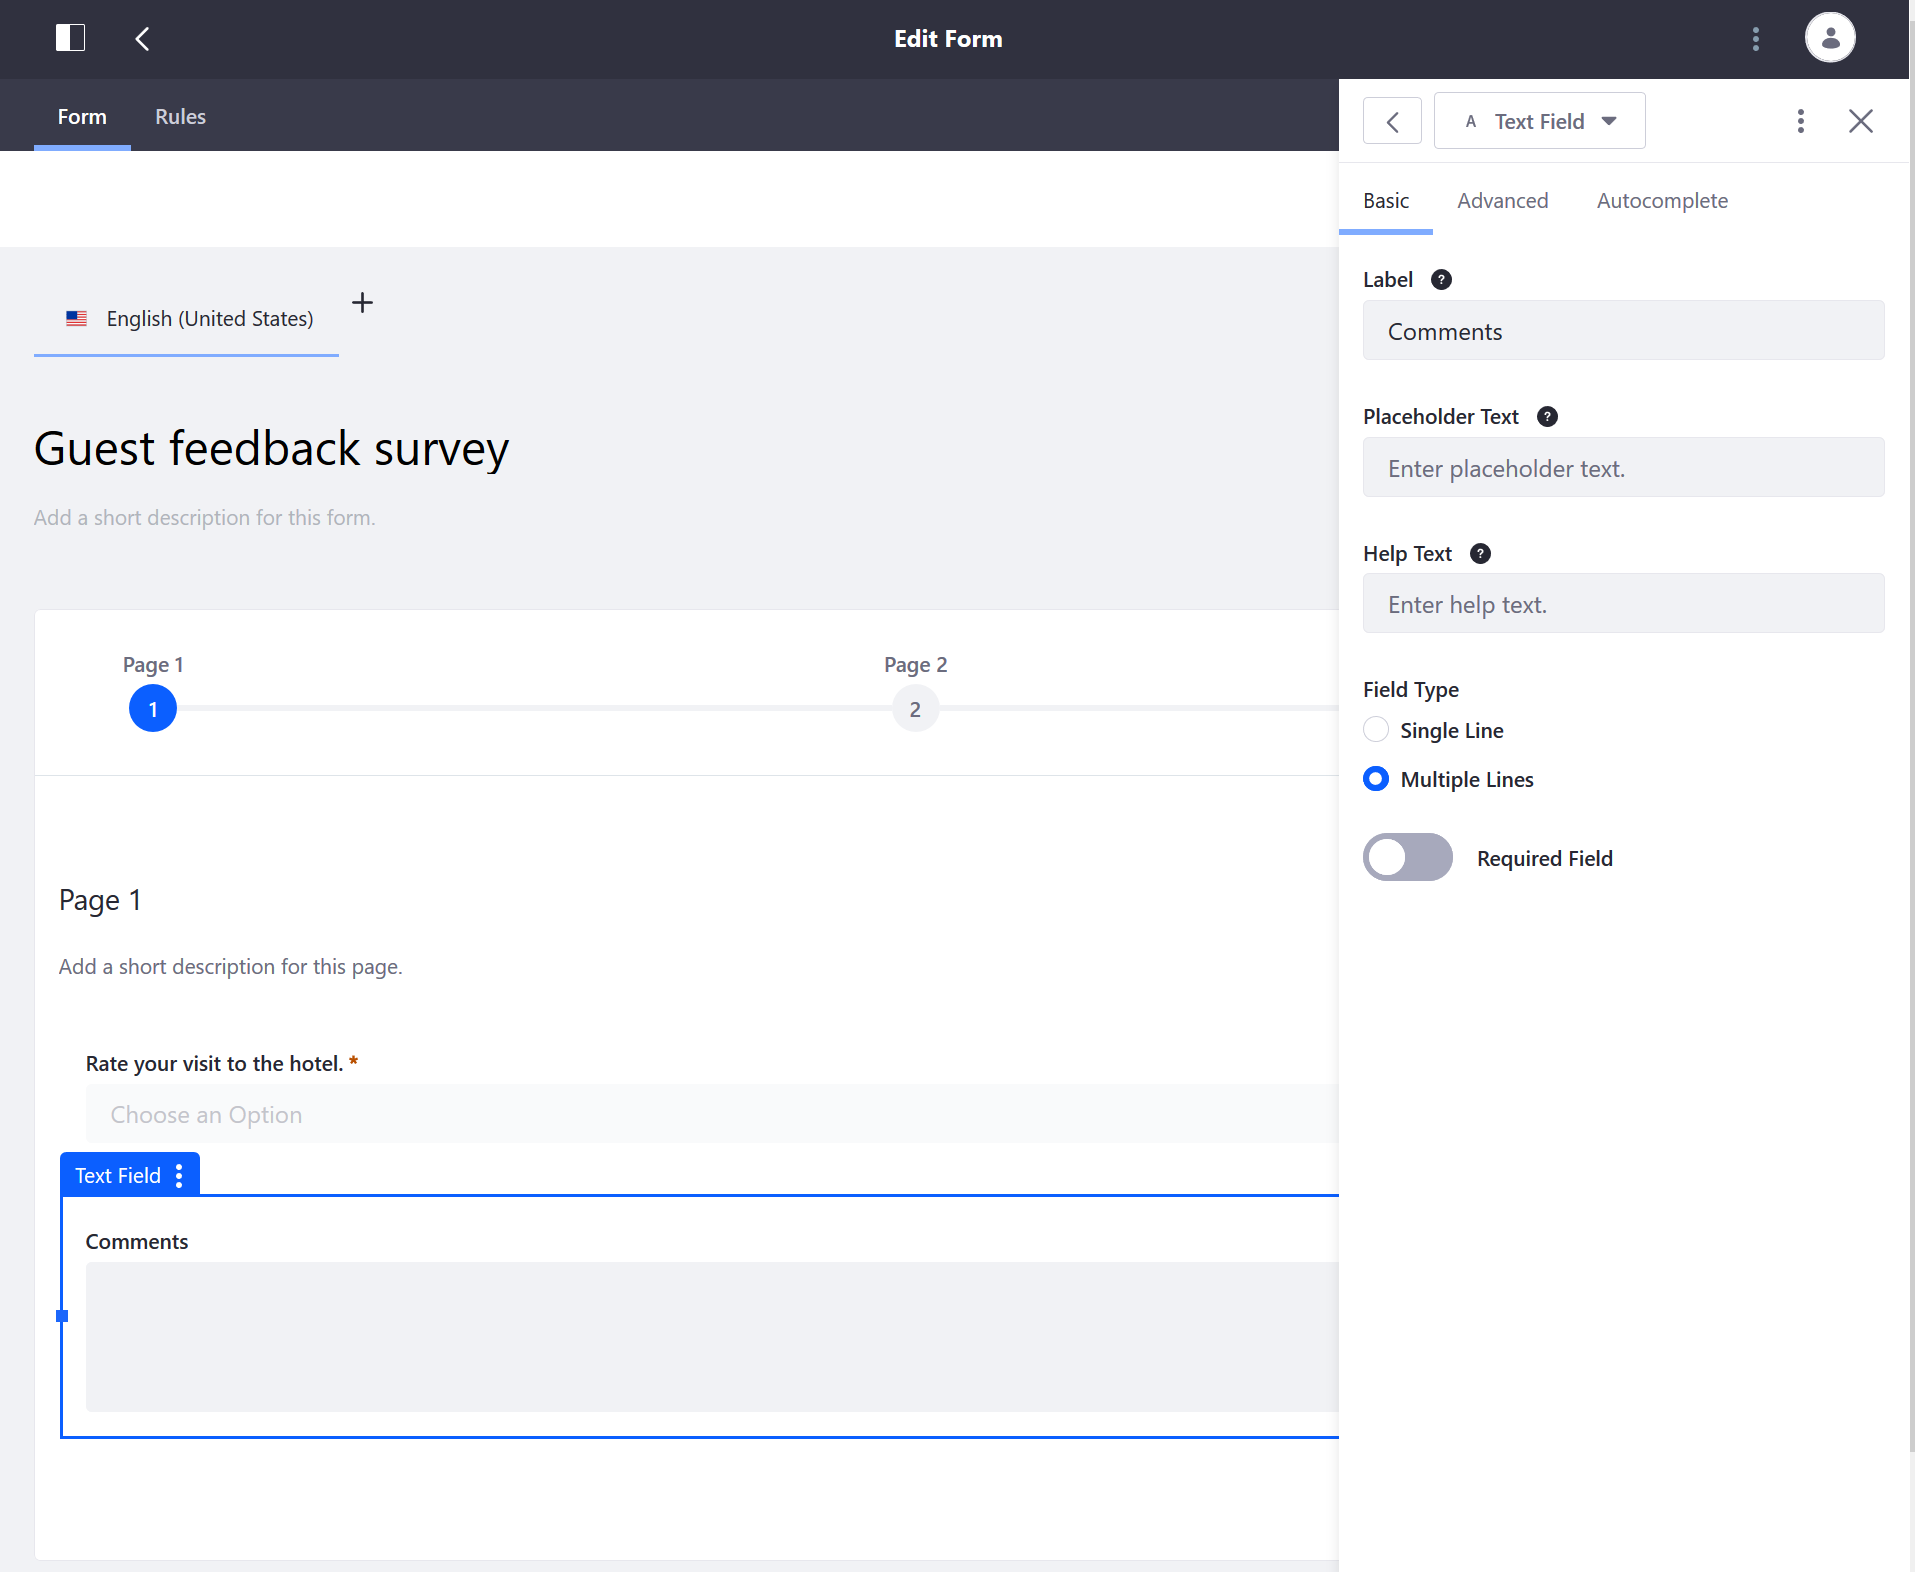 Edit Form
Form
Rules
English (United States)
Guest feedback survey
Add a short description for this form.
Page 1
Page 2
1
2
Page 1
Add a short description for this page.
Rate your visit to the hotel. *
Choose an Option
Text Field
Comments
A Text Field
Basic
Advanced
Autocomplete
Label ?
Comments
Placeholder Text ?
Enter placeholder text.
Help Text ?
Enter help text.
Field Type
Single Line
Multiple Lines
Required Field